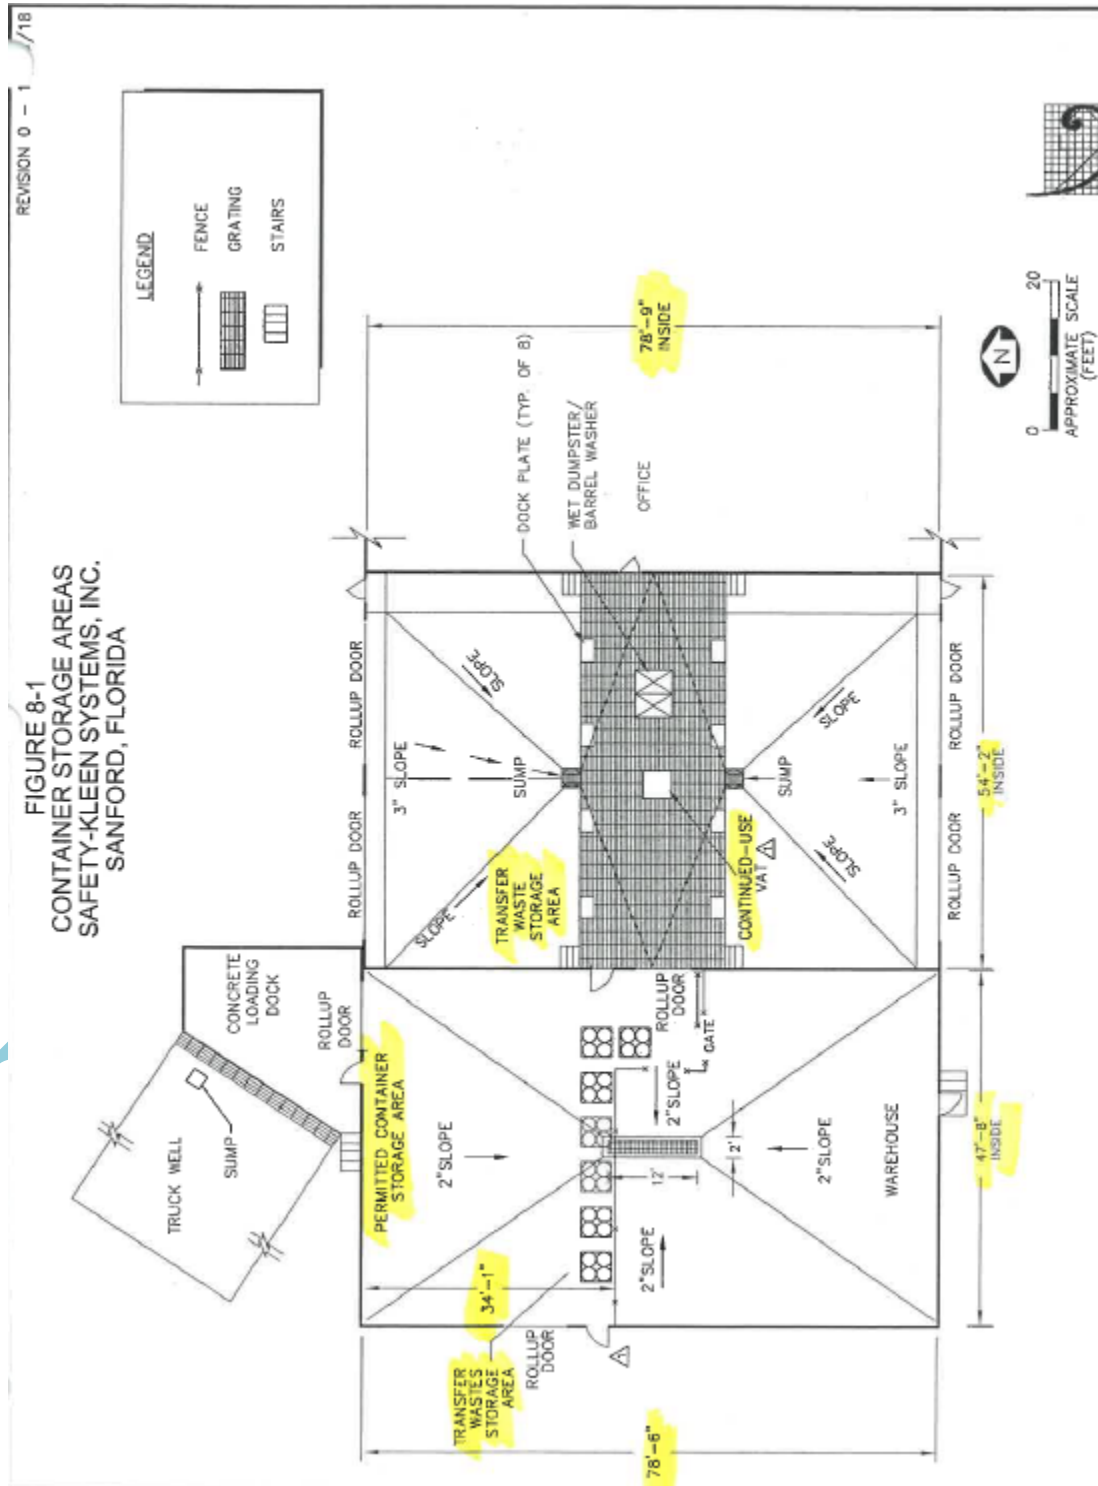 REVISION 0 - 1
/18
FIGURE 8-1
CONTAINER STORAGE AREAS
SAFETY-KLEEN SYSTEMS, INC.
SANFORD, FLORIDA
LEGEND
FENCE
GRATING
STAIRS
TRUCK WELL
SUMP
CONCRETE
LOADING
DOCK
ROLLUP
DOOR
ROLLUP DOOR
ROLLUP DOOR
PERMITTED CONTAINER
STORAGE AREA
2"SLOPE
34'-1"
TRANSFER
WASTES
STORAGE
AREA
ROLLUP
DOOR
1
78'-6"
2"SLOPE
12'
2'
2"SLOPE
GATE
ROLLUP
DOOR
2"SLOPE
WAREHOUSE
47'-8"
INSIDE
SLOPE
3" SLOPE
SLOPE
SUMP
TRANSFER
WASTE
STORAGE
AREA
CONTINUED-USE
VAT
1
SUMP
SLOPE
3" SLOPE
SLOPE
ROLLUP DOOR
ROLLUP DOOR
54'-2"
INSIDE
DOCK PLATE (TYP. OF 8)
WET DUMPSTER/
BARREL WASHER
OFFICE
78'-9"
INSIDE
N
0
20
APPROXIMATE SCALE
(FEET)